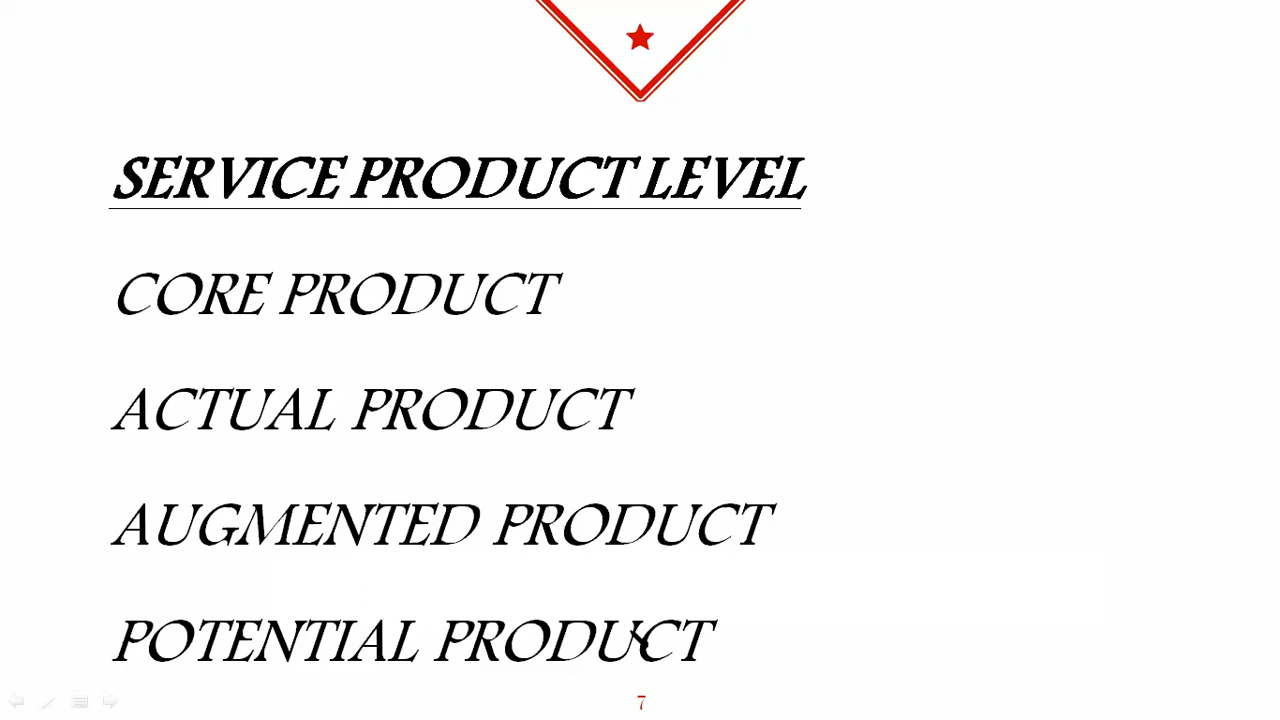 SERVICE PRODUCT LEVEL
CORE PRODUCT
ACTUAL PRODUCT
AUGMENTED PRODUCT
POTENTIAL PRODUCT
7